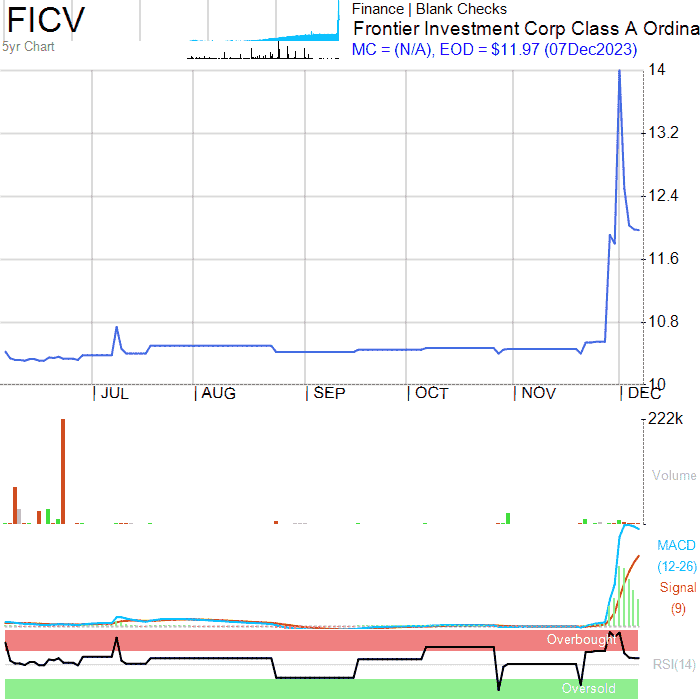 FICV
5yr Chart
Finance | Blank Checks
Frontier Investment Corp Class A Ordina
MC = (N/A), EOD = $11.97 (07Dec2023)
14
13.2
12.4
11.6
10.8
10
JUL AUG SEP OCT NOV DEC
222k
Volume
MACD
(12-26)
Signal
(9)
Overbought
RSI(14)
Oversold